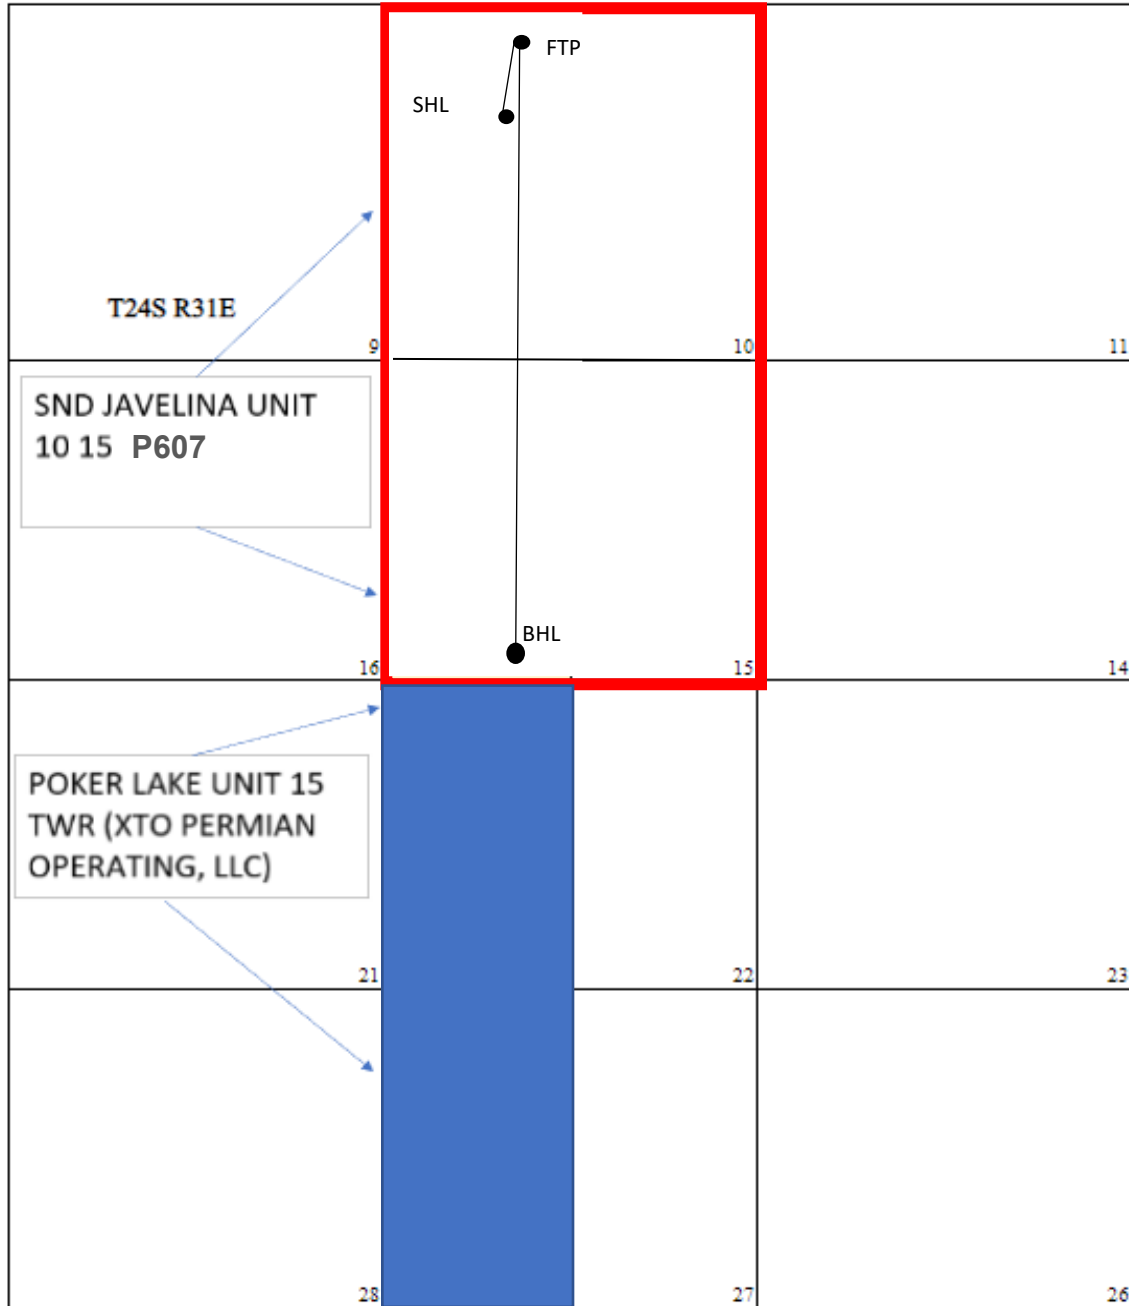 FTP
SHL
T24S R31E
9
10
11
SND JAVELINA UNIT
10 15 P607
BHL
16
15
14
POKER LAKE UNIT 15
TWR (XTO PERMIAN
OPERATING, LLC)
21
22
23
28
27
26